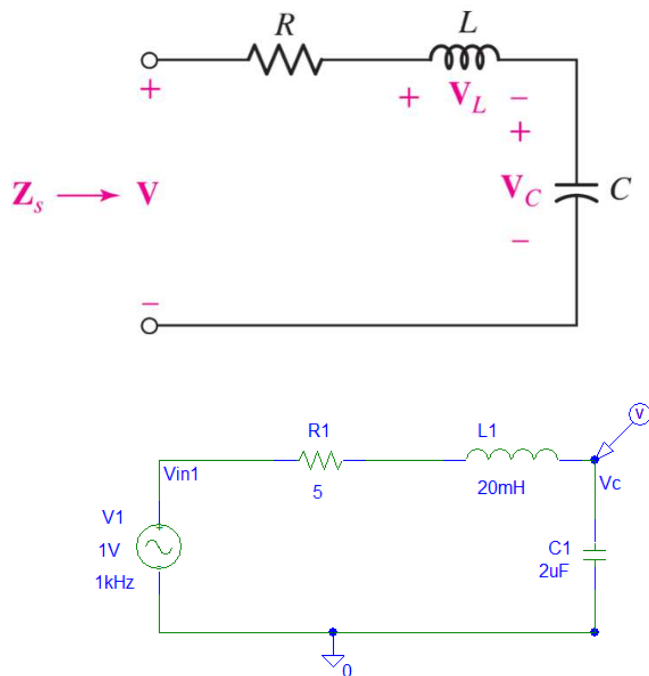 R
L
+
+ V_L −
+
Z_s → V
V_C
C
−
−
V
R1
L1
Vin1
Vc
5
20mH
V1
1V
1kHz
C1
2uF
0